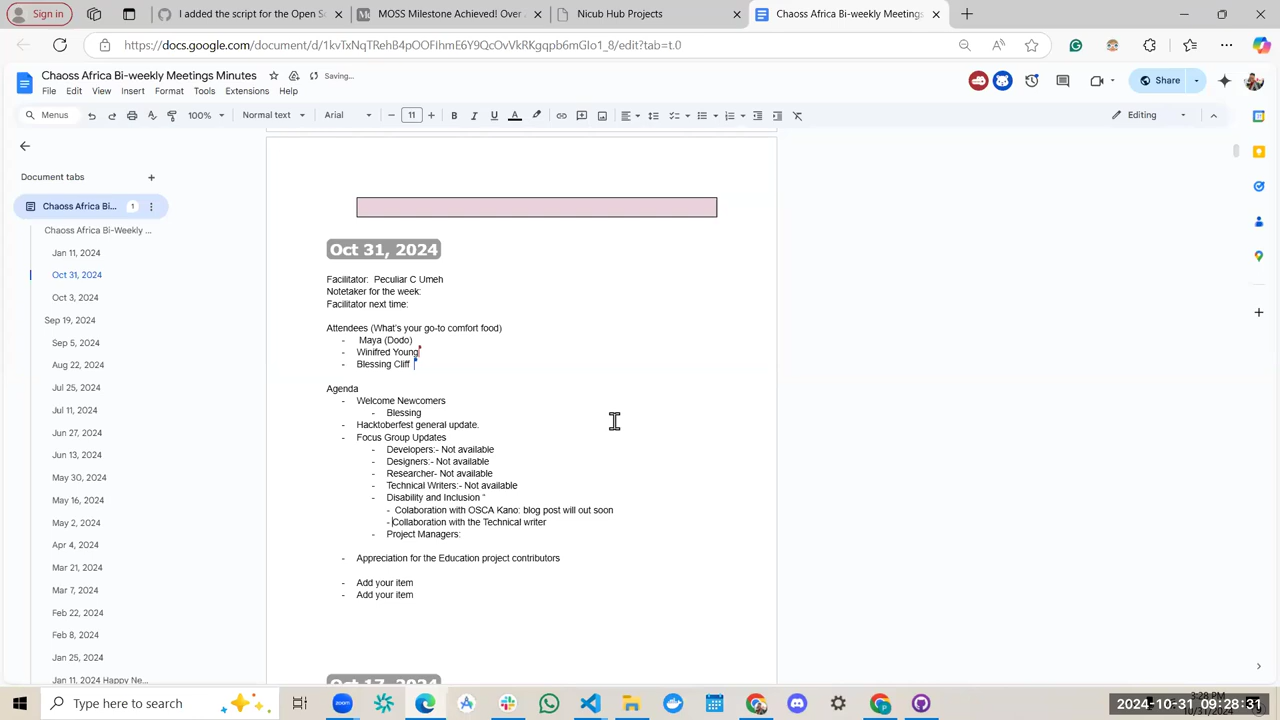 Sign in
I added the script for the Open S
MOSS Milestone Achieved! Over
Nicub Hub Projects
Chaoss Africa Bi-weekly Meetings
https://docs.google.com/document/d/1kvTxNqTRehB4pOOFIhmE6Y9QcOvVkRKgqpb6mGIo1_8/edit?tab=t.0
Chaoss Africa Bi-weekly Meetings Minutes
Saving...
File Edit View Insert Format Tools Extensions Help
Share
Menus
100%
Normal text
Arial
11
Editing
Document tabs
Chaoss Africa Bi...
1
Chaoss Africa Bi-Weekly ...
Jan 11, 2024
Oct 31, 2024
Oct 3, 2024
Sep 19, 2024
Sep 5, 2024
Aug 22, 2024
Jul 25, 2024
Jul 11, 2024
Jun 27, 2024
Jun 13, 2024
May 30, 2024
May 16, 2024
May 2, 2024
Apr 4, 2024
Mar 21, 2024
Mar 7, 2024
Feb 22, 2024
Feb 8, 2024
Jan 25, 2024
Jan 11, 2024 Happy Ne...
Oct 31, 2024
Facilitator: Peculiar C Umeh
Notetaker for the week:
Facilitator next time:
Attendees (What's your go-to comfort food)
- Maya (Dodo)
- Winifred Young
- Blessing Cliff
Agenda
- Welcome Newcomers
- Blessing
- Hacktoberfest general update.
- Focus Group Updates
- Developers:- Not available
- Designers:- Not available
- Researcher- Not available
- Technical Writers:- Not available
- Disability and Inclusion "
- Colaboration with OSCA Kano: blog post will out soon
- Collaboration with the Technical writer
- Project Managers:
- Appreciation for the Education project contributors
- Add your item
- Add your item
Oct 17, 2024
Type here to search
3:28 PM
10/31/2024
2024-10-31 09:28:31